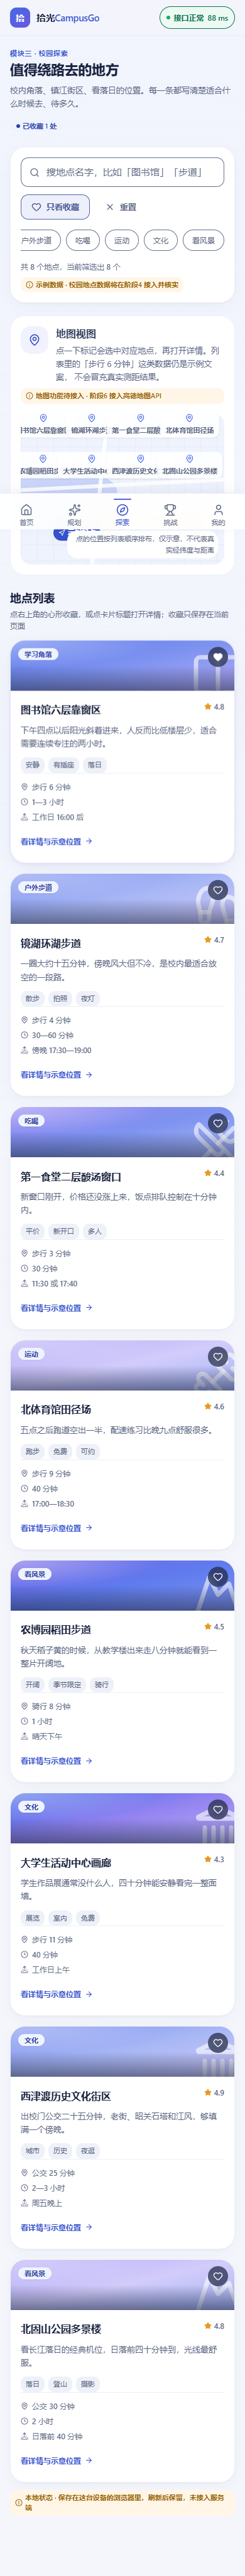 拾
拾光CampusGo
接口正常 88 ms
模块三 · 校园探索
值得绕路去的地方
校内角落、镇江街区、看落日的位置。每一条都写清楚适合什么时候去、待多久。
已收藏 1 处
搜地点名字，比如「图书馆」「步道」
只看收藏
重置
户外步道
吃喝
运动
文化
看风景
共 8 个地点，当前筛选出 8 个
示例数据 · 校园地点数据将在阶段4 接入并核实
地图视图
点一下标记会选中对应地点，再打开详情。列表里的「步行 6 分钟」这类数据仍是示例文案，不会冒充真实测距结果。
地图功能待接入 · 阶段6 接入高德地图API
镜湖环湖步
第一食堂二层酸
北体育馆田径场
农博园稻田步
大学生活动中心
西津渡历史文化
北固山公园多景楼
首页
规划
探索
挑战
我的
点的位置按列表顺序排布，仅示意，不代表真实经纬度与距离
地点列表
点右上角的心形收藏，或点卡片标题打开详情；收藏只保存在当前页面
学习角落
图书馆六层靠窗区
4.8
下午四点以后阳光斜着进来，人反而比低楼层少，适合需要连续专注的两小时。
安静
有插座
落日
步行 6 分钟
1—3 小时
工作日 16:00 后
看详情与示意位置
户外步道
镜湖环湖步道
4.7
一圈大约十五分钟，傍晚风大但不冷，是校内最适合放空的一段路。
散步
拍照
夜灯
步行 4 分钟
30—60 分钟
傍晚 17:30—19:00
看详情与示意位置
吃喝
第一食堂二层酸汤窗口
4.4
新窗口刚开，价格还没涨上来，饭点排队控制在十分钟内。
平价
新开口
多人
步行 3 分钟
30 分钟
11:30 或 17:40
看详情与示意位置
运动
北体育馆田径场
4.6
五点之后跑道空出一半，配速练习比晚九点舒服很多。
跑步
免费
可约
步行 9 分钟
40 分钟
17:00—18:30
看详情与示意位置
看风景
农博园稻田步道
4.5
秋天稻子黄的时候，从教学楼出来走八分钟就能看到一整片开阔地。
开阔
季节限定
骑行
骑行 8 分钟
1 小时
晴天下午
看详情与示意位置
文化
大学生活动中心画廊
4.3
学生作品展通常没什么人，四十分钟能安静看完一整面墙。
展览
室内
免费
步行 11 分钟
40 分钟
工作日上午
看详情与示意位置
文化
西津渡历史文化街区
4.9
出校门公交二十五分钟，老街、昭关石塔和江风，够填满一个傍晚。
城市
历史
夜逛
公交 25 分钟
2—3 小时
周五晚上
看详情与示意位置
看风景
北固山公园多景楼
4.8
看长江落日的经典机位，日落前四十分钟到，光线最舒服。
落日
登山
摄影
公交 30 分钟
2 小时
日落前 40 分钟
看详情与示意位置
本地状态 · 保存在这台设备的浏览器里，刷新后保留，未接入服务端